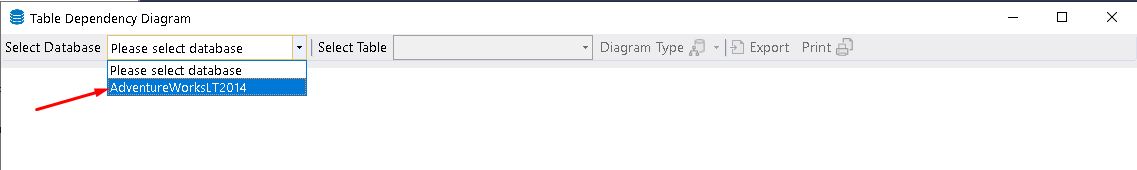 Table Dependency Diagram
Select Database Please select database Select Table Diagram Type Export Print
Please select database
AdventureWorksLT2014